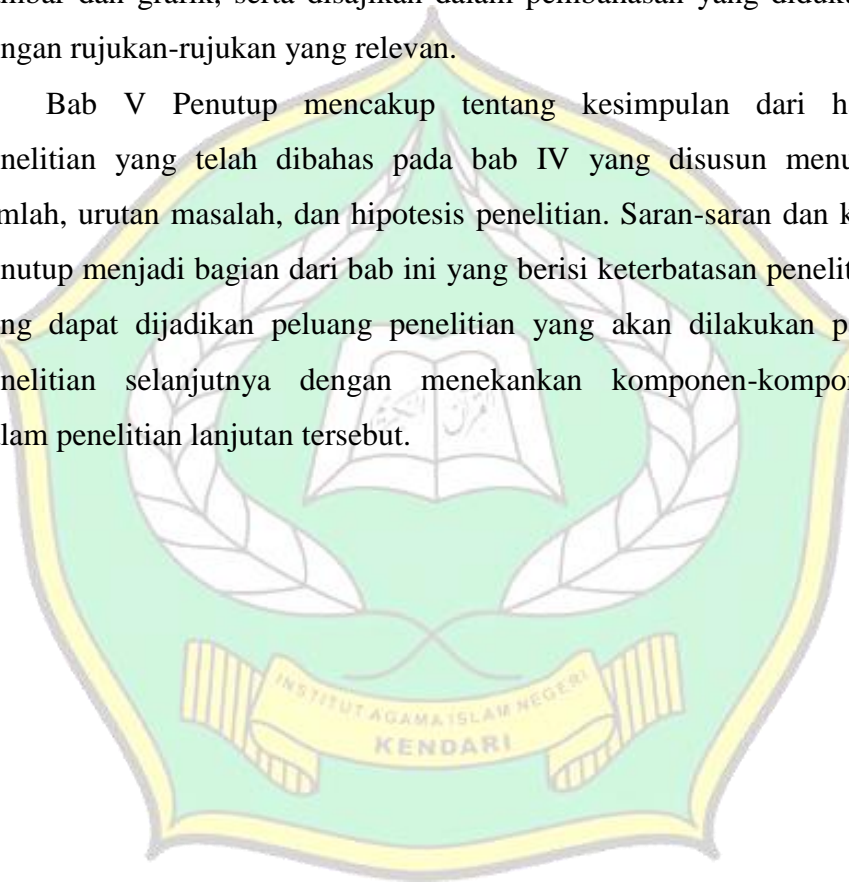 mbar dan grafik, serta disajikan dalam pembahasan yang diduku
ngan rujukan-rujukan yang relevan.
Bab V Penutup mencakup tentang kesimpulan dari h
nelitian yang telah dibahas pada bab IV yang disusun menu
mlah, urutan masalah, dan hipotesis penelitian. Saran-saran dan k
nutup menjadi bagian dari bab ini yang berisi keterbatasan penelit
ng dapat dijadikan peluang penelitian yang akan dilakukan p
nelitian selanjutnya dengan menekankan komponen-kompon
lam penelitian lanjutan tersebut.
INSTITUT AGAMA ISLAM NEGERI
KENDARI